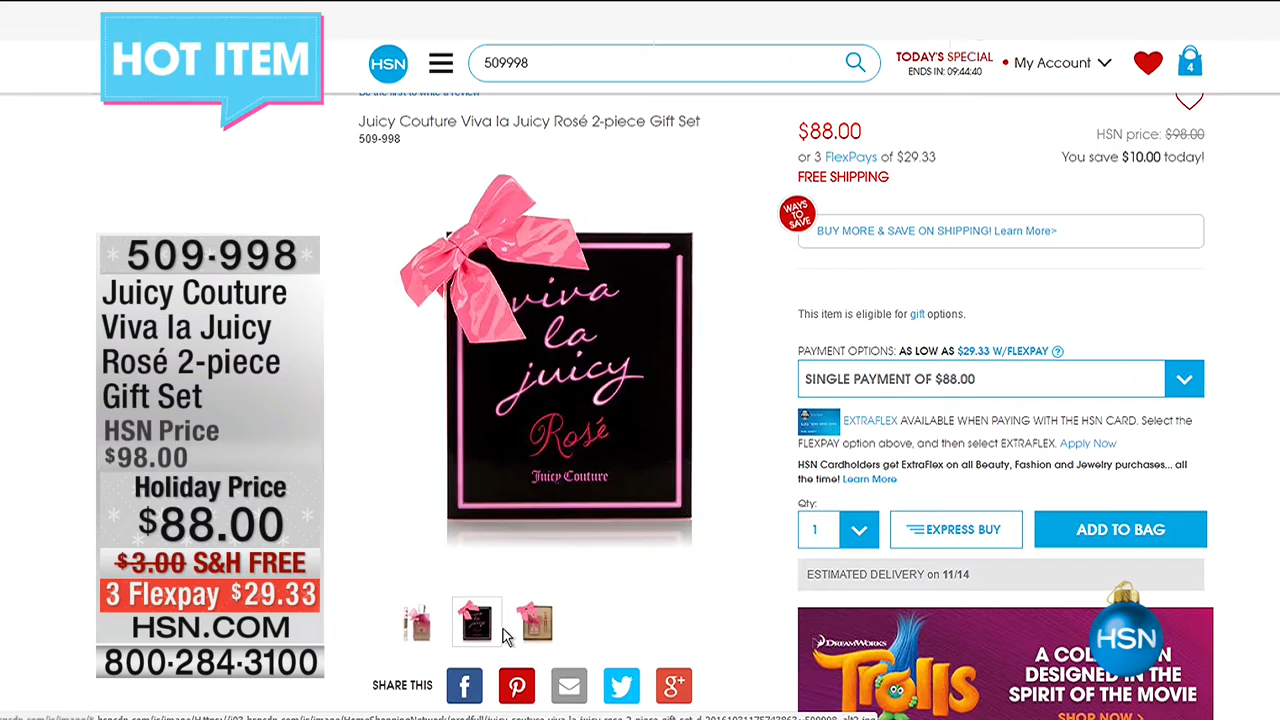 HOT ITEM
HSN
509998
TODAY'S SPECIAL
ENDS IN: 09:44:40
My Account
4
Be the first to write a review
Juicy Couture Viva la Juicy Rosé 2-piece Gift Set
509-998
$88.00
HSN price: $98.00
or 3 FlexPays of $29.33
You save $10.00 today!
FREE SHIPPING
WAYS
TO
SAVE
BUY MORE & SAVE ON SHIPPING! Learn More>
This item is eligible for gift options.
PAYMENT OPTIONS: AS LOW AS $29.33 W/FLEXPAY ?
SINGLE PAYMENT OF $88.00
EXTRAFLEX AVAILABLE WHEN PAYING WITH THE HSN CARD. Select the
FLEXPAY option above, and then select EXTRAFLEX. Apply Now
HSN Cardholders get ExtraFlex on all Beauty, Fashion and Jewelry purchases... all
the time! Learn More
Qty:
1
EXPRESS BUY
ADD TO BAG
ESTIMATED DELIVERY on 11/14
DREAMWORKS
Trolls
A
DESIGNED IN THE
SPIRIT OF THE MOVIE
SHOP NOW >
HSN
viva
la
juicy
Rosé
Juicy Couture
SHARE THIS
509-998
Juicy Couture
Viva la Juicy
Rosé 2-piece
Gift Set
HSN Price
$98.00
Holiday Price
$88.00
$3.00 S&H FREE
3 Flexpay $29.33
HSN.COM
800-284-3100